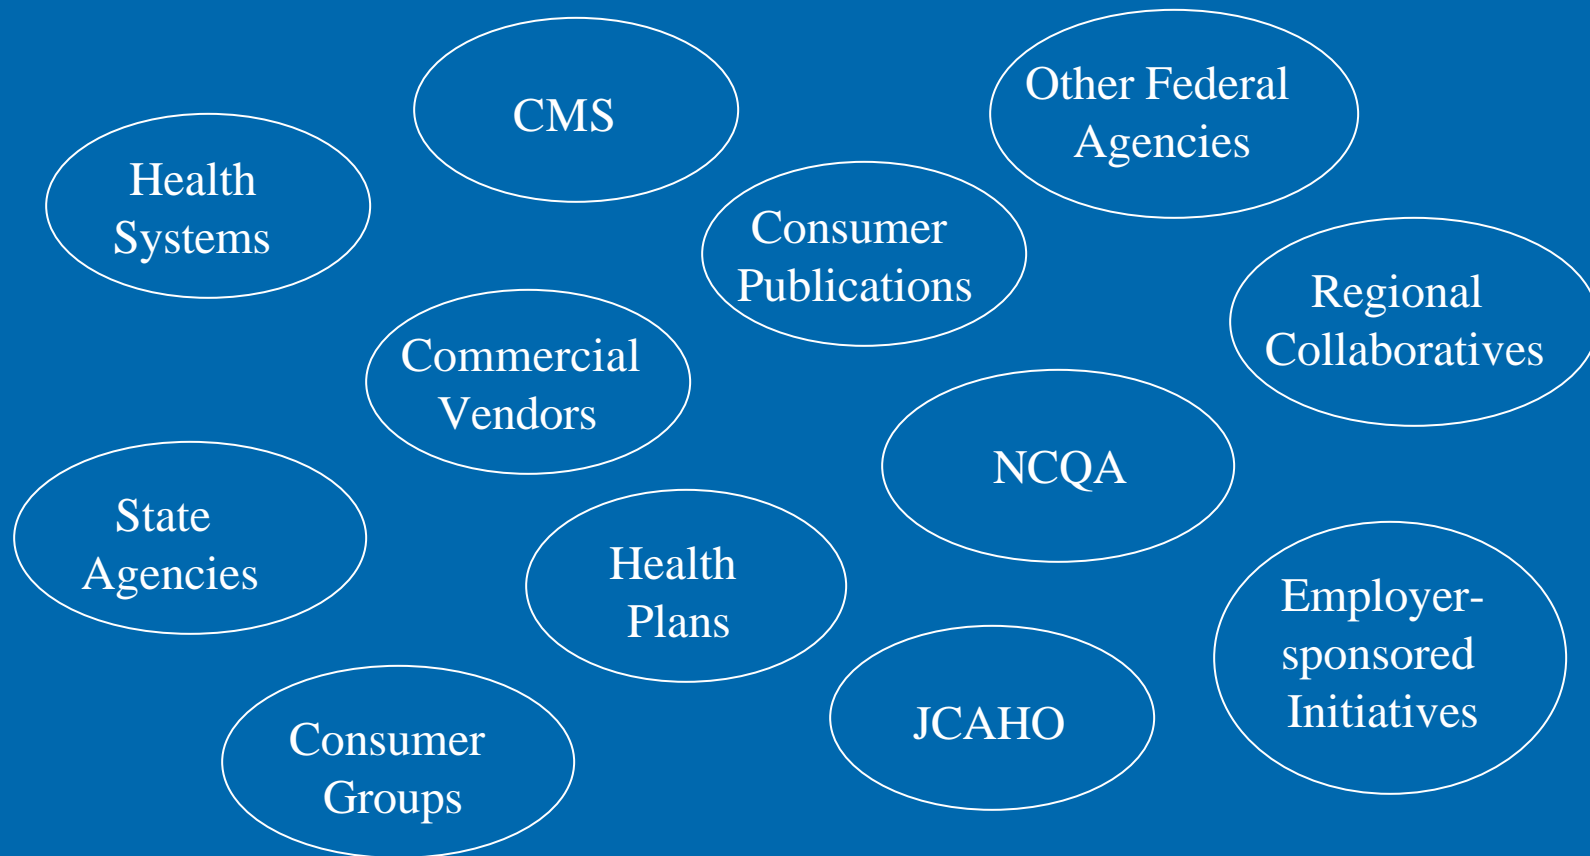 CMS
Other Federal
Agencies
Health
Systems
Consumer
Publications
Regional
Collaboratives
Commercial
Vendors
NCQA
State
Agencies
Health
Plans
Employer-
sponsored
Initiatives
JCAHO
Consumer
Groups